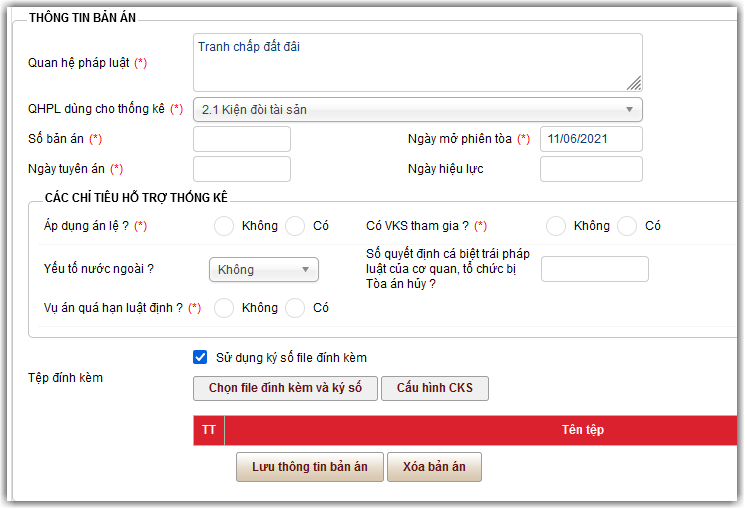 THÔNG TIN BẢN ÁN
Tranh chấp đất đâi
Quan hệ pháp luật (*)
QHPL dùng cho thống kê (*) 2.1 Kiện đòi tài sản
Số bản án (*) Ngày mở phiên tòa (*) 11/06/2021
Ngày tuyên án (*) Ngày hiệu lực
CÁC CHỈ TIÊU HỖ TRỢ THỐNG KÊ
Áp dụng án lệ ? (*) Không Có Có VKS tham gia ? (*) Không Có
Yếu tố nước ngoài ? Không
Số quyết định cá biệt trái pháp
luật của cơ quan, tổ chức bị
Tòa án hủy ?
Vụ án quá hạn luật định ? (*) Không Có
Sử dụng ký số file đính kèm
Tệp đính kèm
Chọn file đính kèm và ký số Cấu hình CKS
TT Tên tệp
Lưu thông tin bản án Xóa bản án